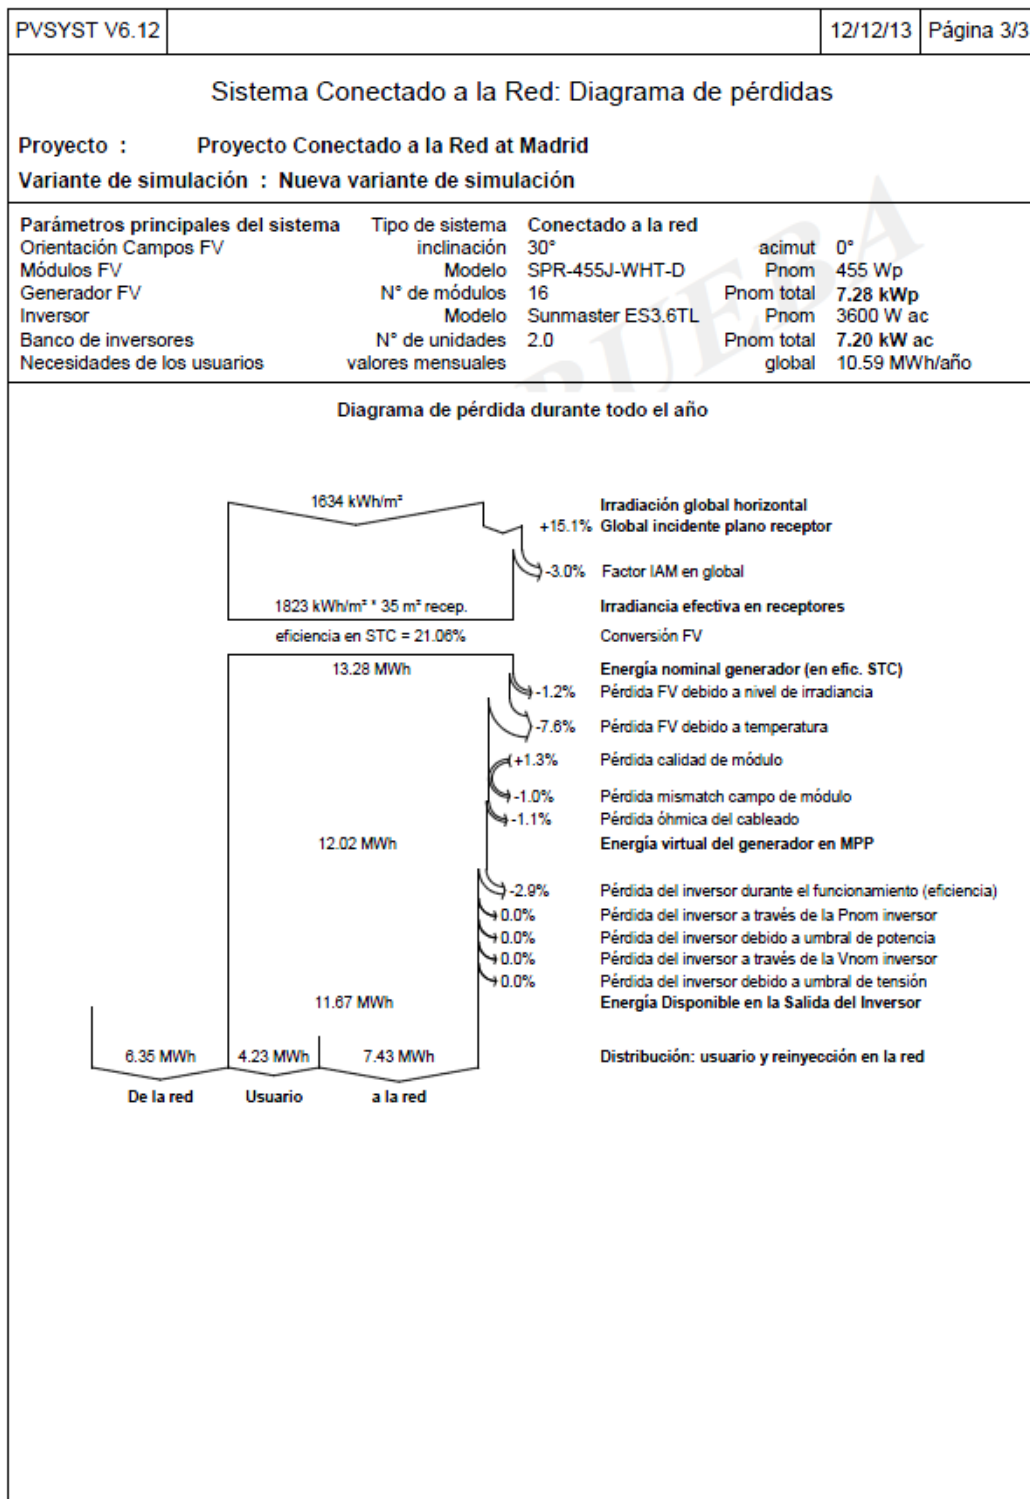 PVSYST V6.12 12/12/13 Página 3/3
Sistema Conectado a la Red: Diagrama de pérdidas
Proyecto : Proyecto Conectado a la Red at Madrid
Variante de simulación : Nueva variante de simulación
PRUEBA
Parámetros principales del sistema Tipo de sistema Conectado a la red
Orientación Campos FV inclinación 30° acimut 0°
Módulos FV Modelo SPR-455J-WHT-D Pnom 455 Wp
Generador FV N° de módulos 16 Pnom total 7.28 kWp
Inversor Modelo Sunmaster ES3.6TL Pnom 3600 W ac
Banco de inversores N° de unidades 2.0 Pnom total 7.20 kW ac
Necesidades de los usuarios valores mensuales global 10.59 MWh/año
Diagrama de pérdida durante todo el año
1634 kWh/m² Irradiación global horizontal
+15.1% Global incidente plano receptor
-3.0% Factor IAM en global
1823 kWh/m² * 35 m² recep. Irradiancia efectiva en receptores
eficiencia en STC = 21.06% Conversión FV
13.28 MWh Energía nominal generador (en efic. STC)
-1.2% Pérdida FV debido a nivel de irradiancia
-7.6% Pérdida FV debido a temperatura
+1.3% Pérdida calidad de módulo
-1.0% Pérdida mismatch campo de módulo
-1.1% Pérdida óhmica del cableado
12.02 MWh Energía virtual del generador en MPP
-2.9% Pérdida del inversor durante el funcionamiento (eficiencia)
0.0% Pérdida del inversor a través de la Pnom inversor
0.0% Pérdida del inversor debido a umbral de potencia
0.0% Pérdida del inversor a través de la Vnom inversor
0.0% Pérdida del inversor debido a umbral de tensión
11.67 MWh Energía Disponible en la Salida del Inversor
6.35 MWh 4.23 MWh 7.43 MWh Distribución: usuario y reinyección en la red
De la red Usuario a la red